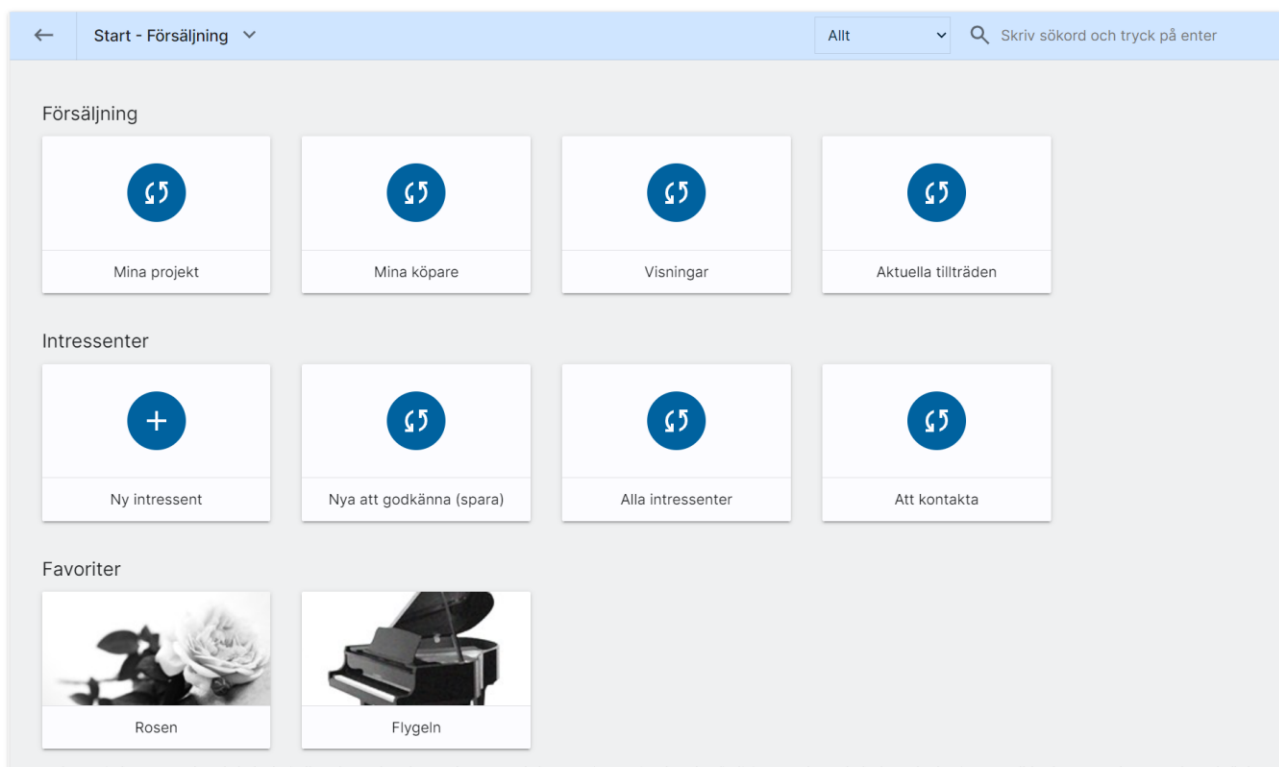 Start - Försäljning
Allt
Skriv sökord och tryck på enter
Försäljning
Mina projekt
Mina köpare
Visningar
Aktuella tillträden
Intressenter
Ny intressent
Nya att godkänna (spara)
Alla intressenter
Att kontakta
Favoriter
Rosen
Flygeln